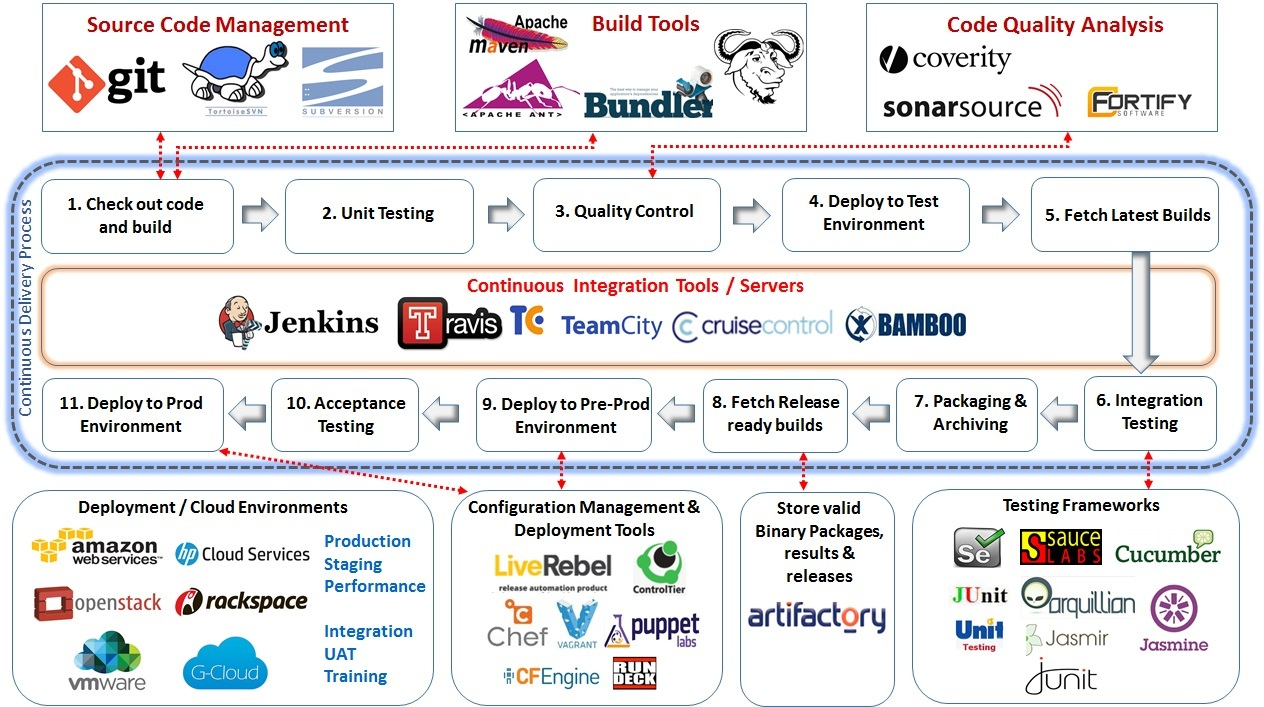 Source Code Management
git
TortoiseSVN
SUBVERSION
Build Tools
Apache
maven
<APACHE ANT>
Bundler
Code Quality Analysis
coverity
sonarsource
FORTIFY
SOFTWARE
Continuous Delivery Process
1. Check out code
and build
2. Unit Testing
3. Quality Control
4. Deploy to Test
Environment
5. Fetch Latest Builds
Continuous Integration Tools / Servers
Jenkins
Travis
TC
TeamCity
cruisecontrol
BAMBOO
11. Deploy to Prod
Environment
10. Acceptance
Testing
9. Deploy to Pre-Prod
Environment
8. Fetch Release
ready builds
7. Packaging &
Archiving
6. Integration
Testing
Deployment / Cloud Environments
amazon
webservices™
hp Cloud Services
openstack
rackspace
vmware
G-Cloud
Production
Staging
Performance
Integration
UAT
Training
Configuration Management &
Deployment Tools
LiveRebel
release automation product
ControlTier
Chef
VAGRANT
puppet
labs
CFEngine
RUN
DECK
Store valid
Binary Packages,
results &
releases
artifactory
Testing Frameworks
Se
SAUCE
LABS
Cucumber
JUnit
arquillian
Unit
Testing
Jasmir
Jasmine
junit